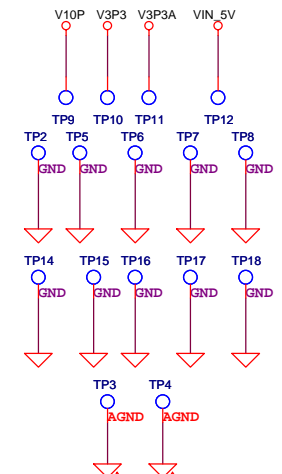 V10P V3P3 V3P3A VIN_5V
TP9 TP10 TP11 TP12
TP2 TP5 TP6 TP7 TP8
GND GND GND GND GND
TP14 TP15 TP16 TP17 TP18
GND GND GND GND GND
TP3 TP4
AGND AGND